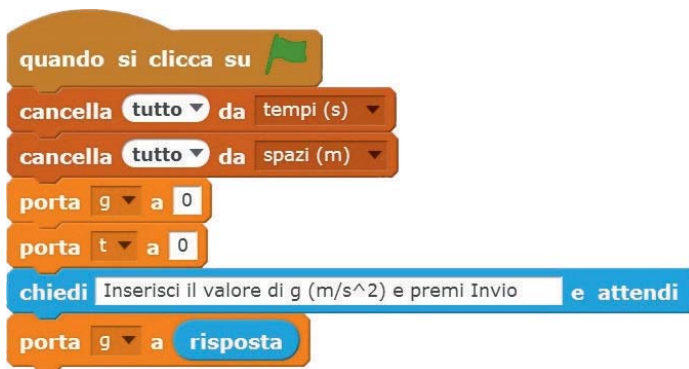 quando si clicca su
cancella tutto da tempi (s)
cancella tutto da spazi (m)
porta g a 0
porta t a 0
chiedi Inserisci il valore di g (m/s^2) e premi Invio e attendi
porta g a risposta